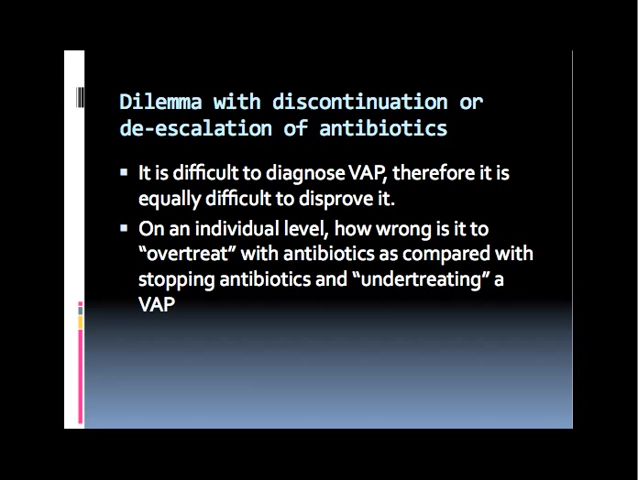 Dilemma with discontinuation or
de-escalation of antibiotics
It is difficult to diagnose VAP, therefore it is
equally difficult to disprove it.
On an individual level, how wrong is it to
“overtreat” with antibiotics as compared with
stopping antibiotics and “undertreating” a
VAP